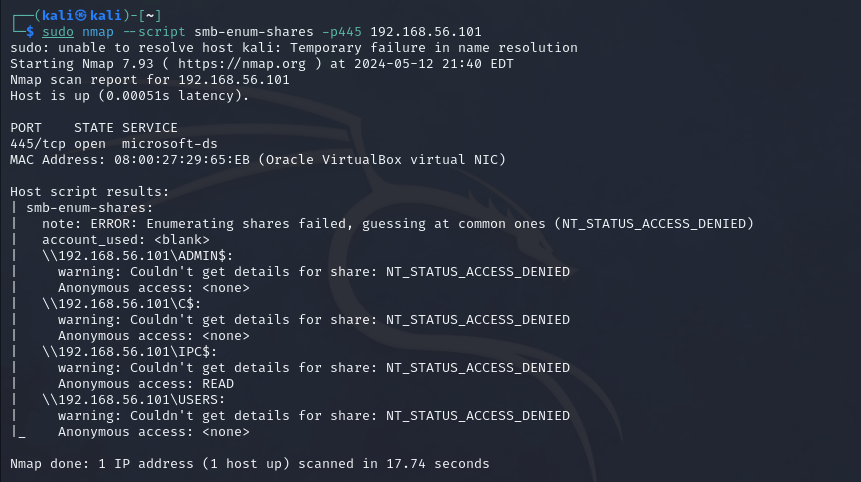 ┌──(kali㉿kali)-[~]
└─$ sudo nmap --script smb-enum-shares -p445 192.168.56.101
sudo: unable to resolve host kali: Temporary failure in name resolution
Starting Nmap 7.93 ( https://nmap.org ) at 2024-05-12 21:40 EDT
Nmap scan report for 192.168.56.101
Host is up (0.00051s latency).

PORT    STATE SERVICE
445/tcp open  microsoft-ds
MAC Address: 08:00:27:29:65:EB (Oracle VirtualBox virtual NIC)

Host script results:
| smb-enum-shares:
|   note: ERROR: Enumerating shares failed, guessing at common ones (NT_STATUS_ACCESS_DENIED)
|   account_used: <blank>
|   \\192.168.56.101\ADMIN$:
|     warning: Couldn't get details for share: NT_STATUS_ACCESS_DENIED
|     Anonymous access: <none>
|   \\192.168.56.101\C$:
|     warning: Couldn't get details for share: NT_STATUS_ACCESS_DENIED
|     Anonymous access: <none>
|   \\192.168.56.101\IPC$:
|     warning: Couldn't get details for share: NT_STATUS_ACCESS_DENIED
|     Anonymous access: READ
|   \\192.168.56.101\USERS:
|     warning: Couldn't get details for share: NT_STATUS_ACCESS_DENIED
|_    Anonymous access: <none>

Nmap done: 1 IP address (1 host up) scanned in 17.74 seconds